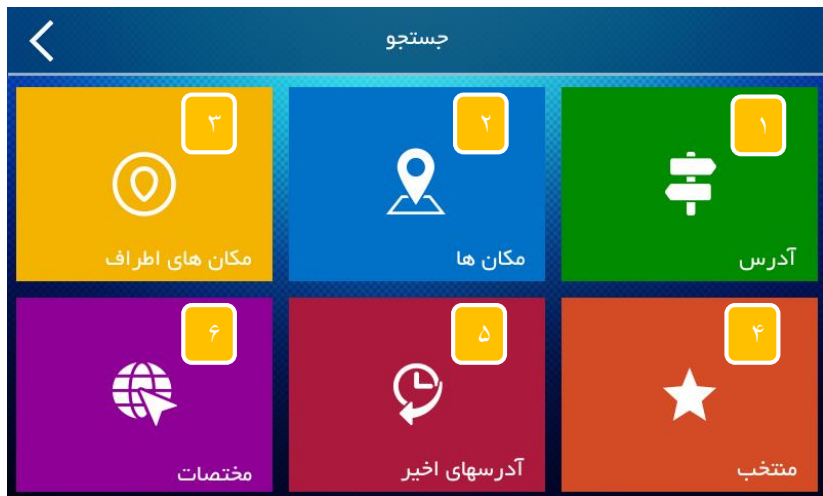 جستجو
۱
آدرس
۲
مکان ها
۳
مکان های اطراف
۴
منتخب
۵
آدرسهای اخیر
۶
مختصات